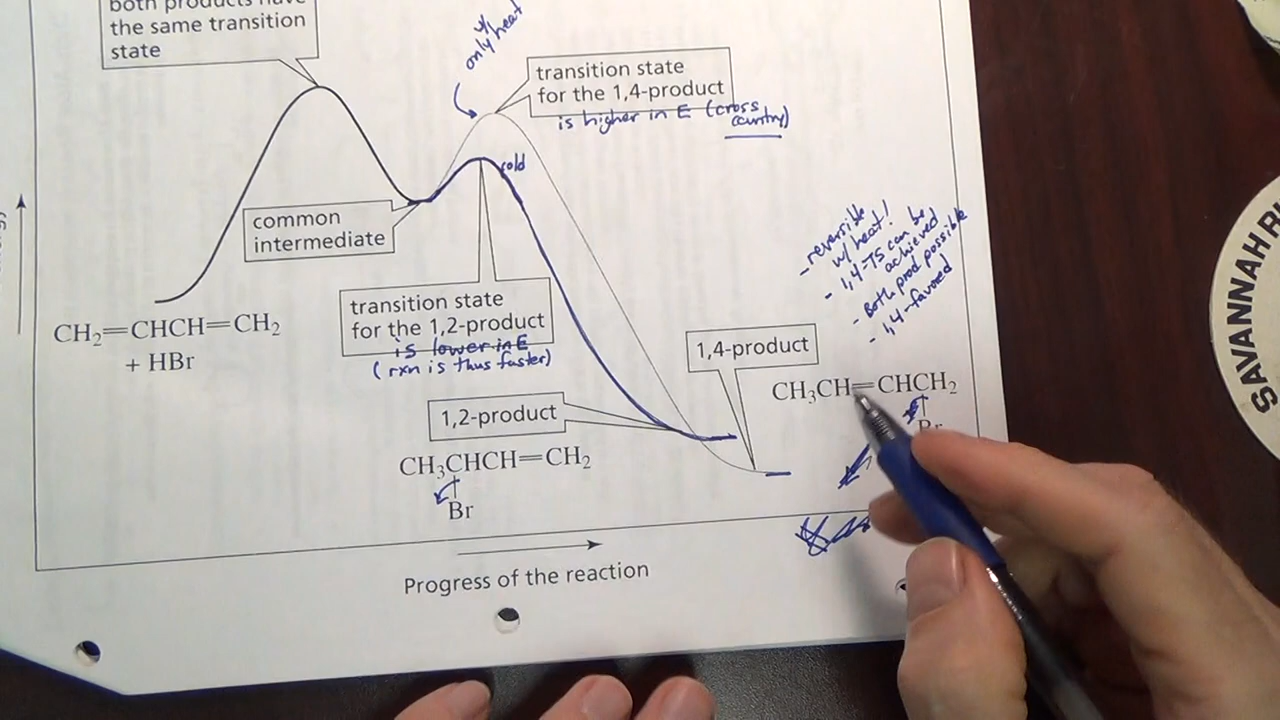 both products have
the same transition
state
w/
only heat
transition state
for the 1,4-product
is higher in E (cross
country)
cold
common
intermediate
- reversible
w/ heat!
- 1,4-TS can be
achieved
- Both prod possible
- 1,4-favored
transition state
for the 1,2-product
is lower in E
(rxn is thus faster)
CH₂=CHCH=CH₂
+ HBr
1,4-product
CH₃CH=CHCH₂
Br
1,2-product
CH₃CHCH=CH₂
Br
Progress of the reaction
SAVANNAH